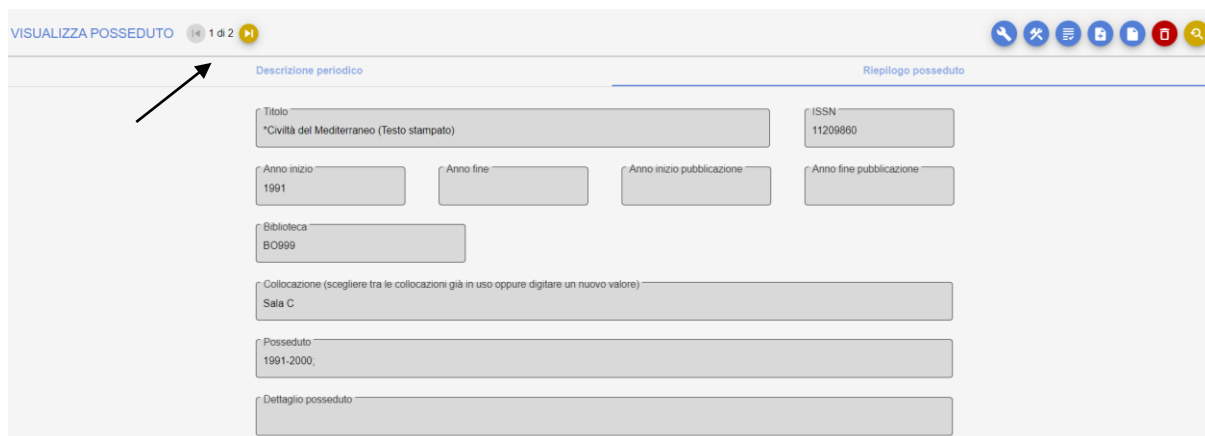 VISUALIZZA POSSEDUTO 1 di 2
Descrizione periodico Riepilogo posseduto
Titolo ISSN
*Civiltà del Mediterraneo (Testo stampato) 11209860
Anno inizio Anno fine Anno inizio pubblicazione Anno fine pubblicazione
1991
Biblioteca
BO999
Collocazione (scegliere tra le collocazioni già in uso oppure digitare un nuovo valore)
Sala C
Posseduto
1991-2000;
Dettaglio posseduto